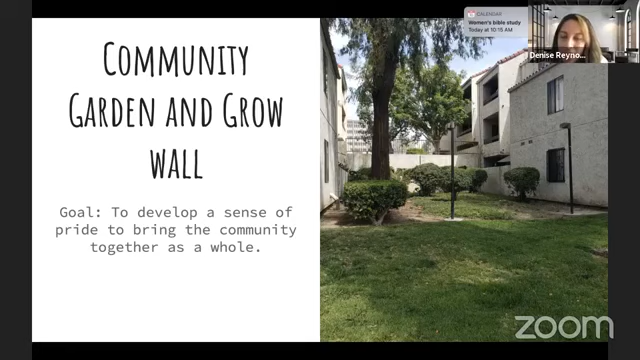 CALENDAR
Women's bible study
Today at 10:15 AM
Denise Reyno...
COMMUNITY
GARDEN AND GROW
WALL
Goal: To develop a sense of
pride to bring the community
together as a whole.
zoom